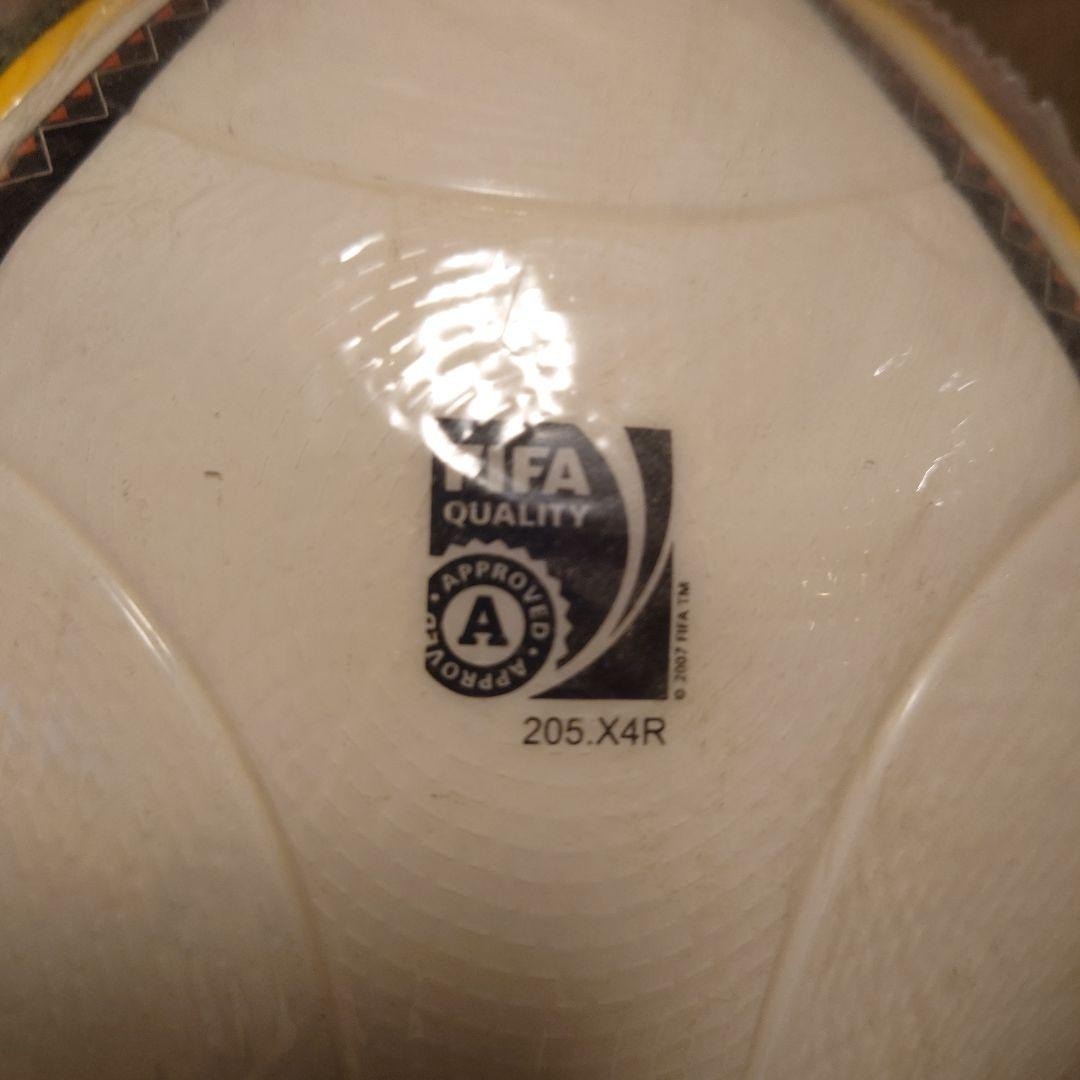 FIFA
QUALITY
APPROVED • APPROVED •
A
© 2007 FIFA TM
205.X4R